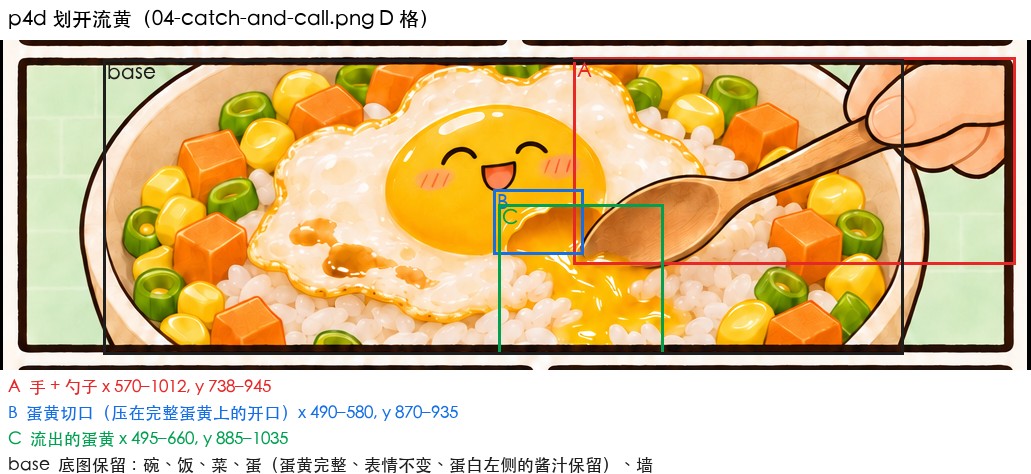 p4d 划开流黄（04-catch-and-call.png D 格）
base
A
B
C
A 手 + 勺子 x 570–1012, y 738–945
B 蛋黄切口（压在完整蛋黄上的开口）x 490–580, y 870–935
C 流出的蛋黄 x 495–660, y 885–1035
base 底图保留：碗、饭、菜、蛋（蛋黄完整、表情不变、蛋白左侧的酱汁保留）、墙